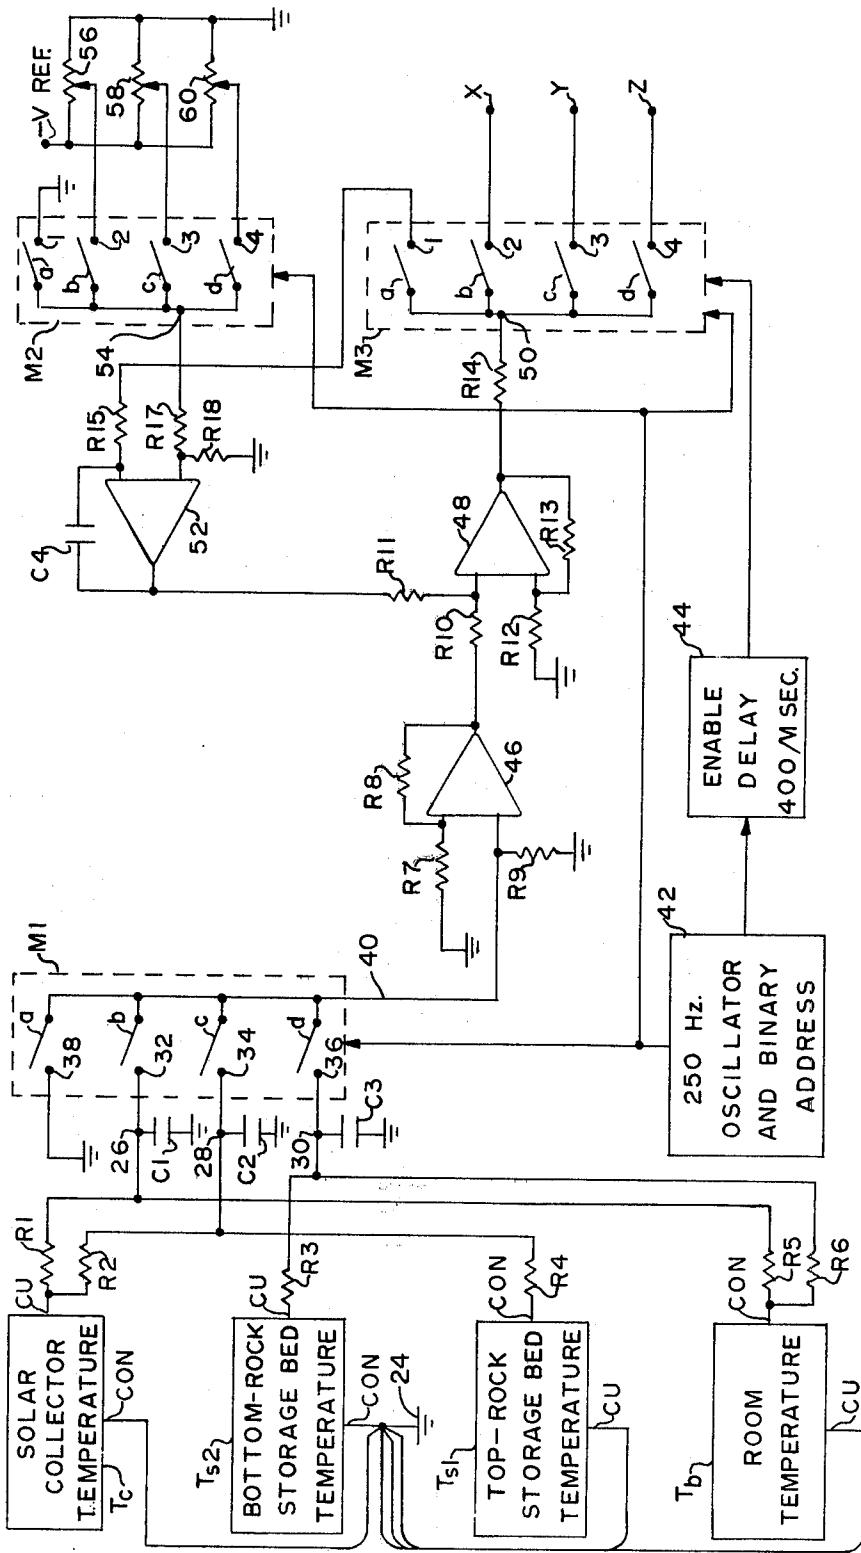 SOLAR
COLLECTOR
TEMPERATURE
Tc
CU
CON
R1
R2
BOTTOM-ROCK
STORAGE BED
TEMPERATURE
Ts2
CU
CON
24
R3
TOP-ROCK
STORAGE BED
TEMPERATURE
Ts1
CON
CU
R4
ROOM
TEMPERATURE
Tb
CON
CU
R5
R6
26
C1
28
C2
30
C3
M1
a
38
b
32
c
34
d
36
40
250 Hz.
OSCILLATOR
AND BINARY
ADDRESS
42
ENABLE
DELAY
400/M SEC.
44
R7
R8
R9
46
R10
R11
R12
R13
48
R14
50
C4
52
R15
R17
R18
54
M2
a
1
b
2
c
3
d
4
-V REF.
56
58
60
M3
a
1
b
2
c
3
d
4
X
Y
Z